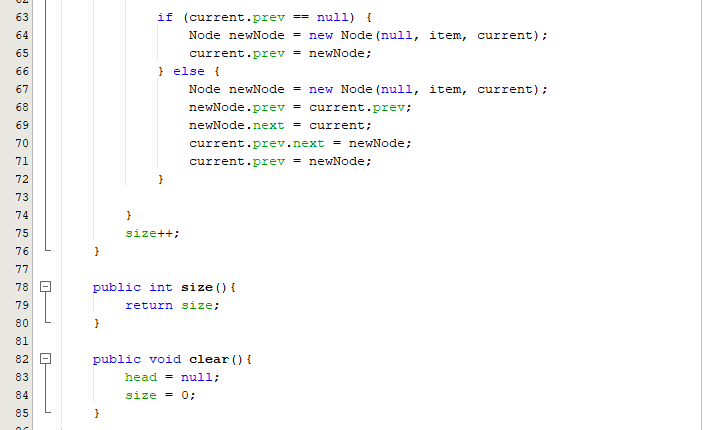 63 if (current.prev == null) {
64 Node newNode = new Node(null, item, current);
65 current.prev = newNode;
66 } else {
67 Node newNode = new Node(null, item, current);
68 newNode.prev = current.prev;
69 newNode.next = current;
70 current.prev.next = newNode;
71 current.prev = newNode;
72 }
73
74 }
75 size++;
76 }
77
78 public int size(){
79 return size;
80 }
81
82 public void clear(){
83 head = null;
84 size = 0;
85 }